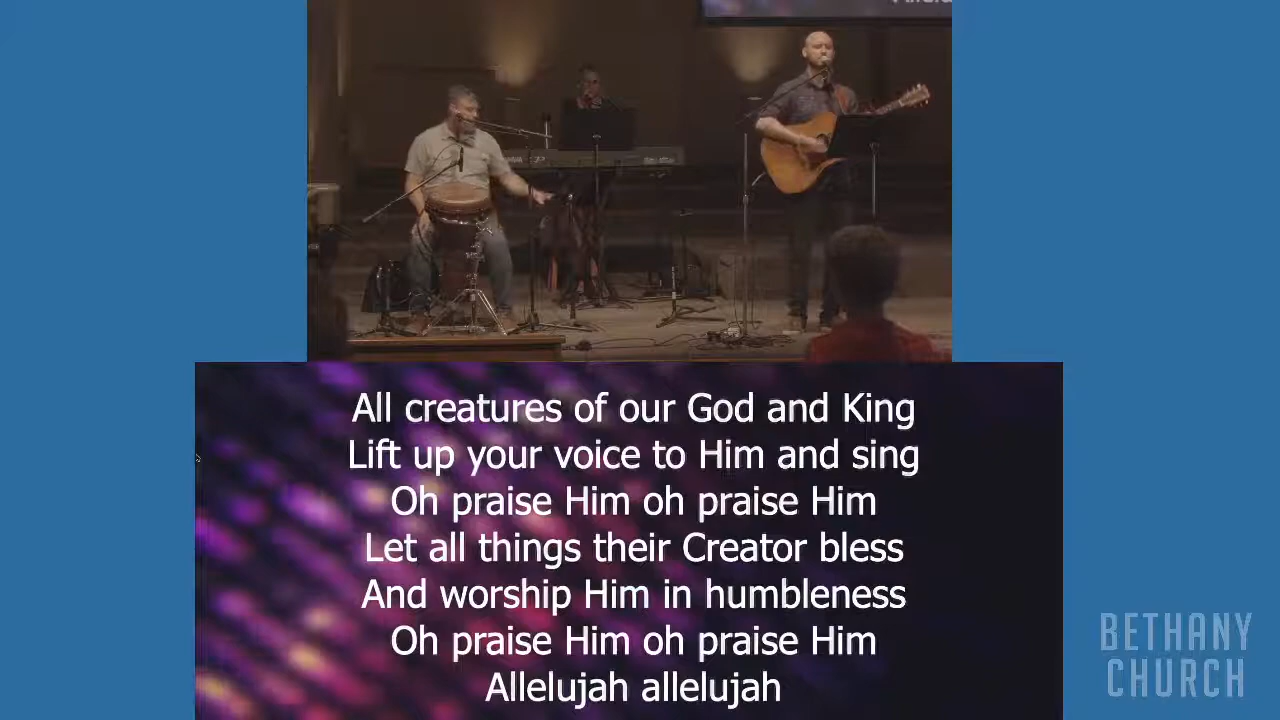 All creatures of our God and King
Lift up your voice to Him and sing
Oh praise Him oh praise Him
Let all things their Creator bless
And worship Him in humbleness
Oh praise Him oh praise Him
Allelujah allelujah
BETHANY
CHURCH